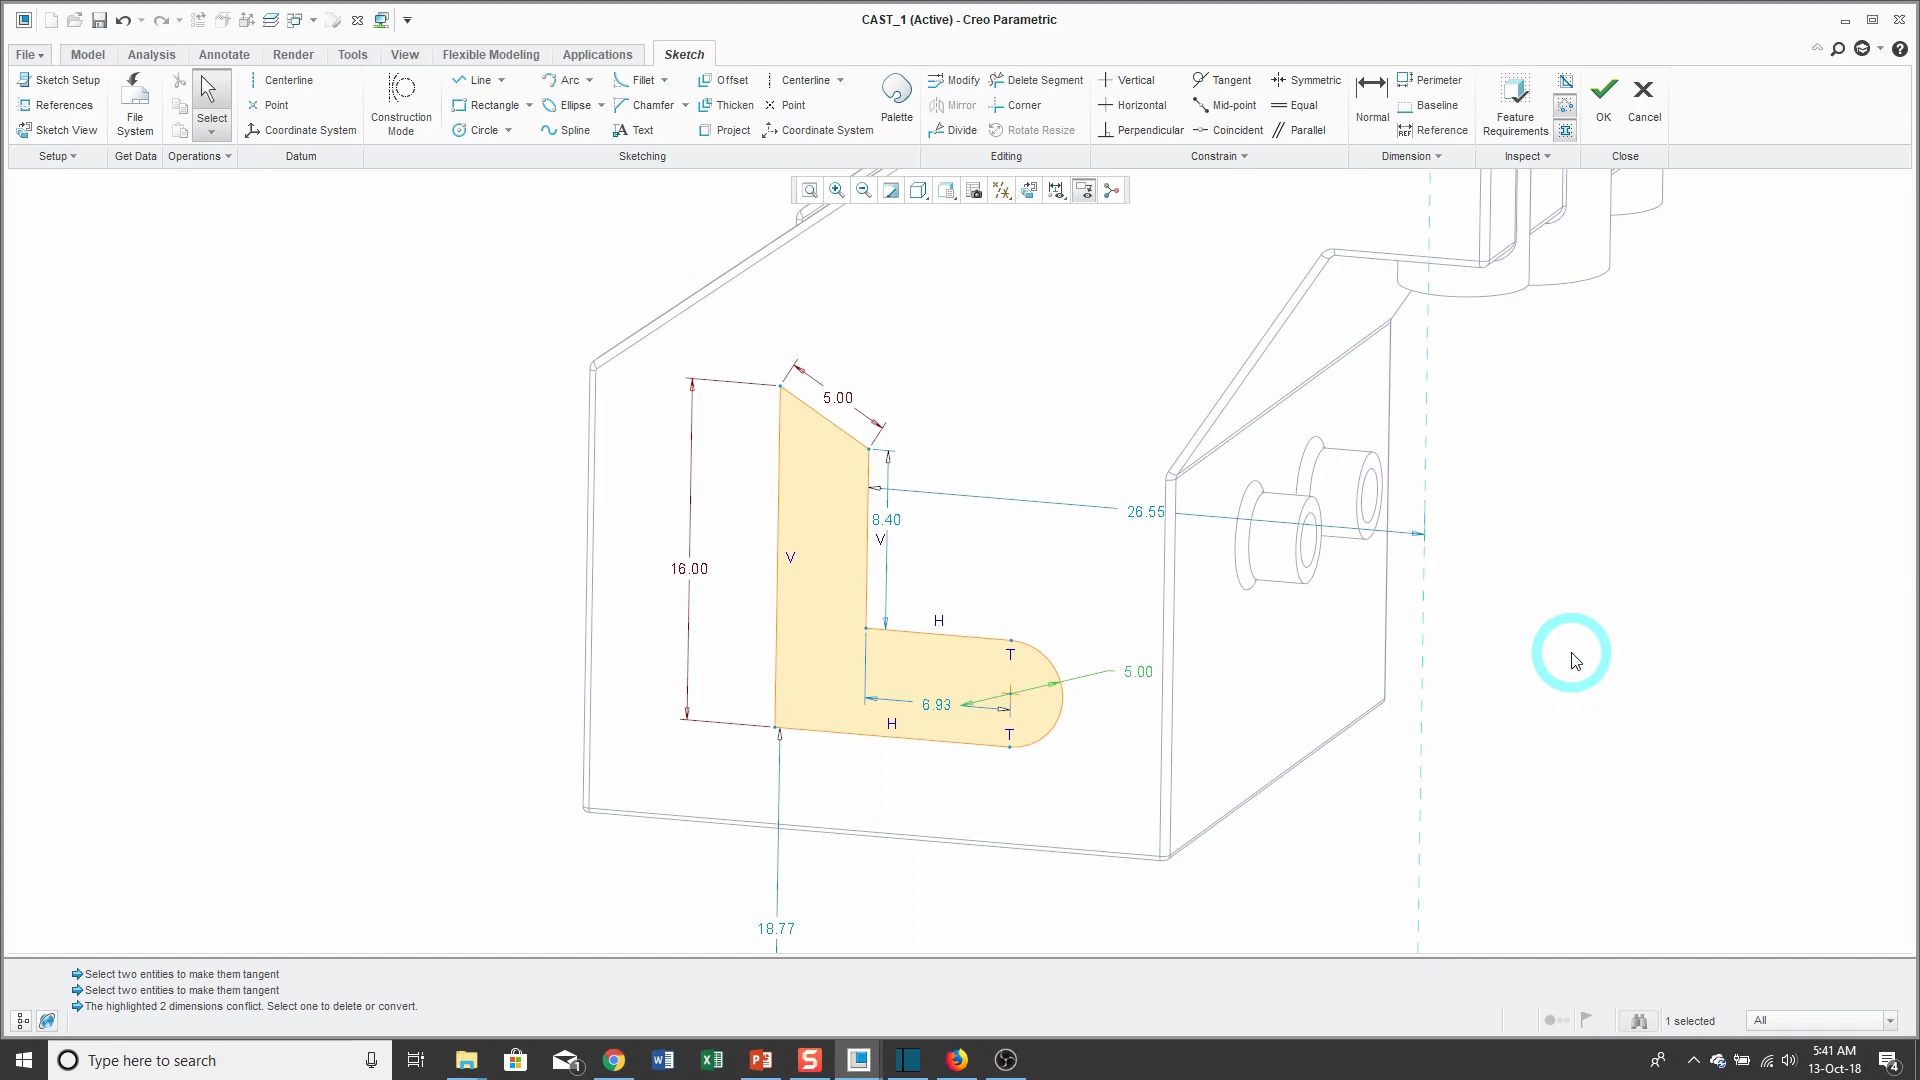 CAST_1 (Active) - Creo Parametric
File Model Analysis Annotate Render Tools View Flexible Modeling Applications Sketch
Sketch Setup Centerline Line Arc Fillet Offset Centerline Modify Delete Segment Vertical Tangent Symmetric Perimeter
References Point Rectangle Ellipse Chamfer Thicken Point Mirror Corner Horizontal Mid-point Equal Baseline
Sketch View File System Select Coordinate System Construction Mode Circle Spline Text Project Coordinate System Palette Divide Rotate Resize Perpendicular Coincident Parallel Normal Reference Feature Requirements OK Cancel
Setup Get Data Operations Datum Sketching Editing Constrain Dimension Inspect Close
5.00
26.55
8.40
V
V
16.00
H
T
5.00
6.93
H
T
18.77
Select two entities to make them tangent
Select two entities to make them tangent
The highlighted 2 dimensions conflict. Select one to delete or convert.
1 selected All
Type here to search
5:41 AM
13-Oct-18
1
4